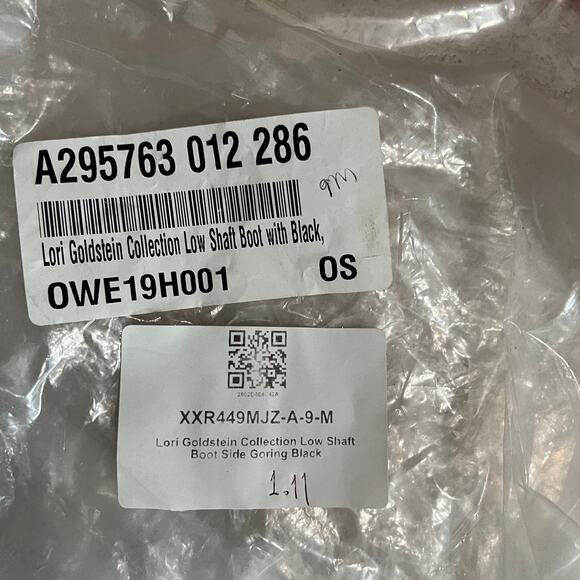 A295763 012 286
9M
Lori Goldstein Collection Low Shaft Boot with Black,
OWE19H001 OS
XXR449MJZ-A-9-M
Lori Goldstein Collection Low Shaft
Boot Side Goring Black
1.11